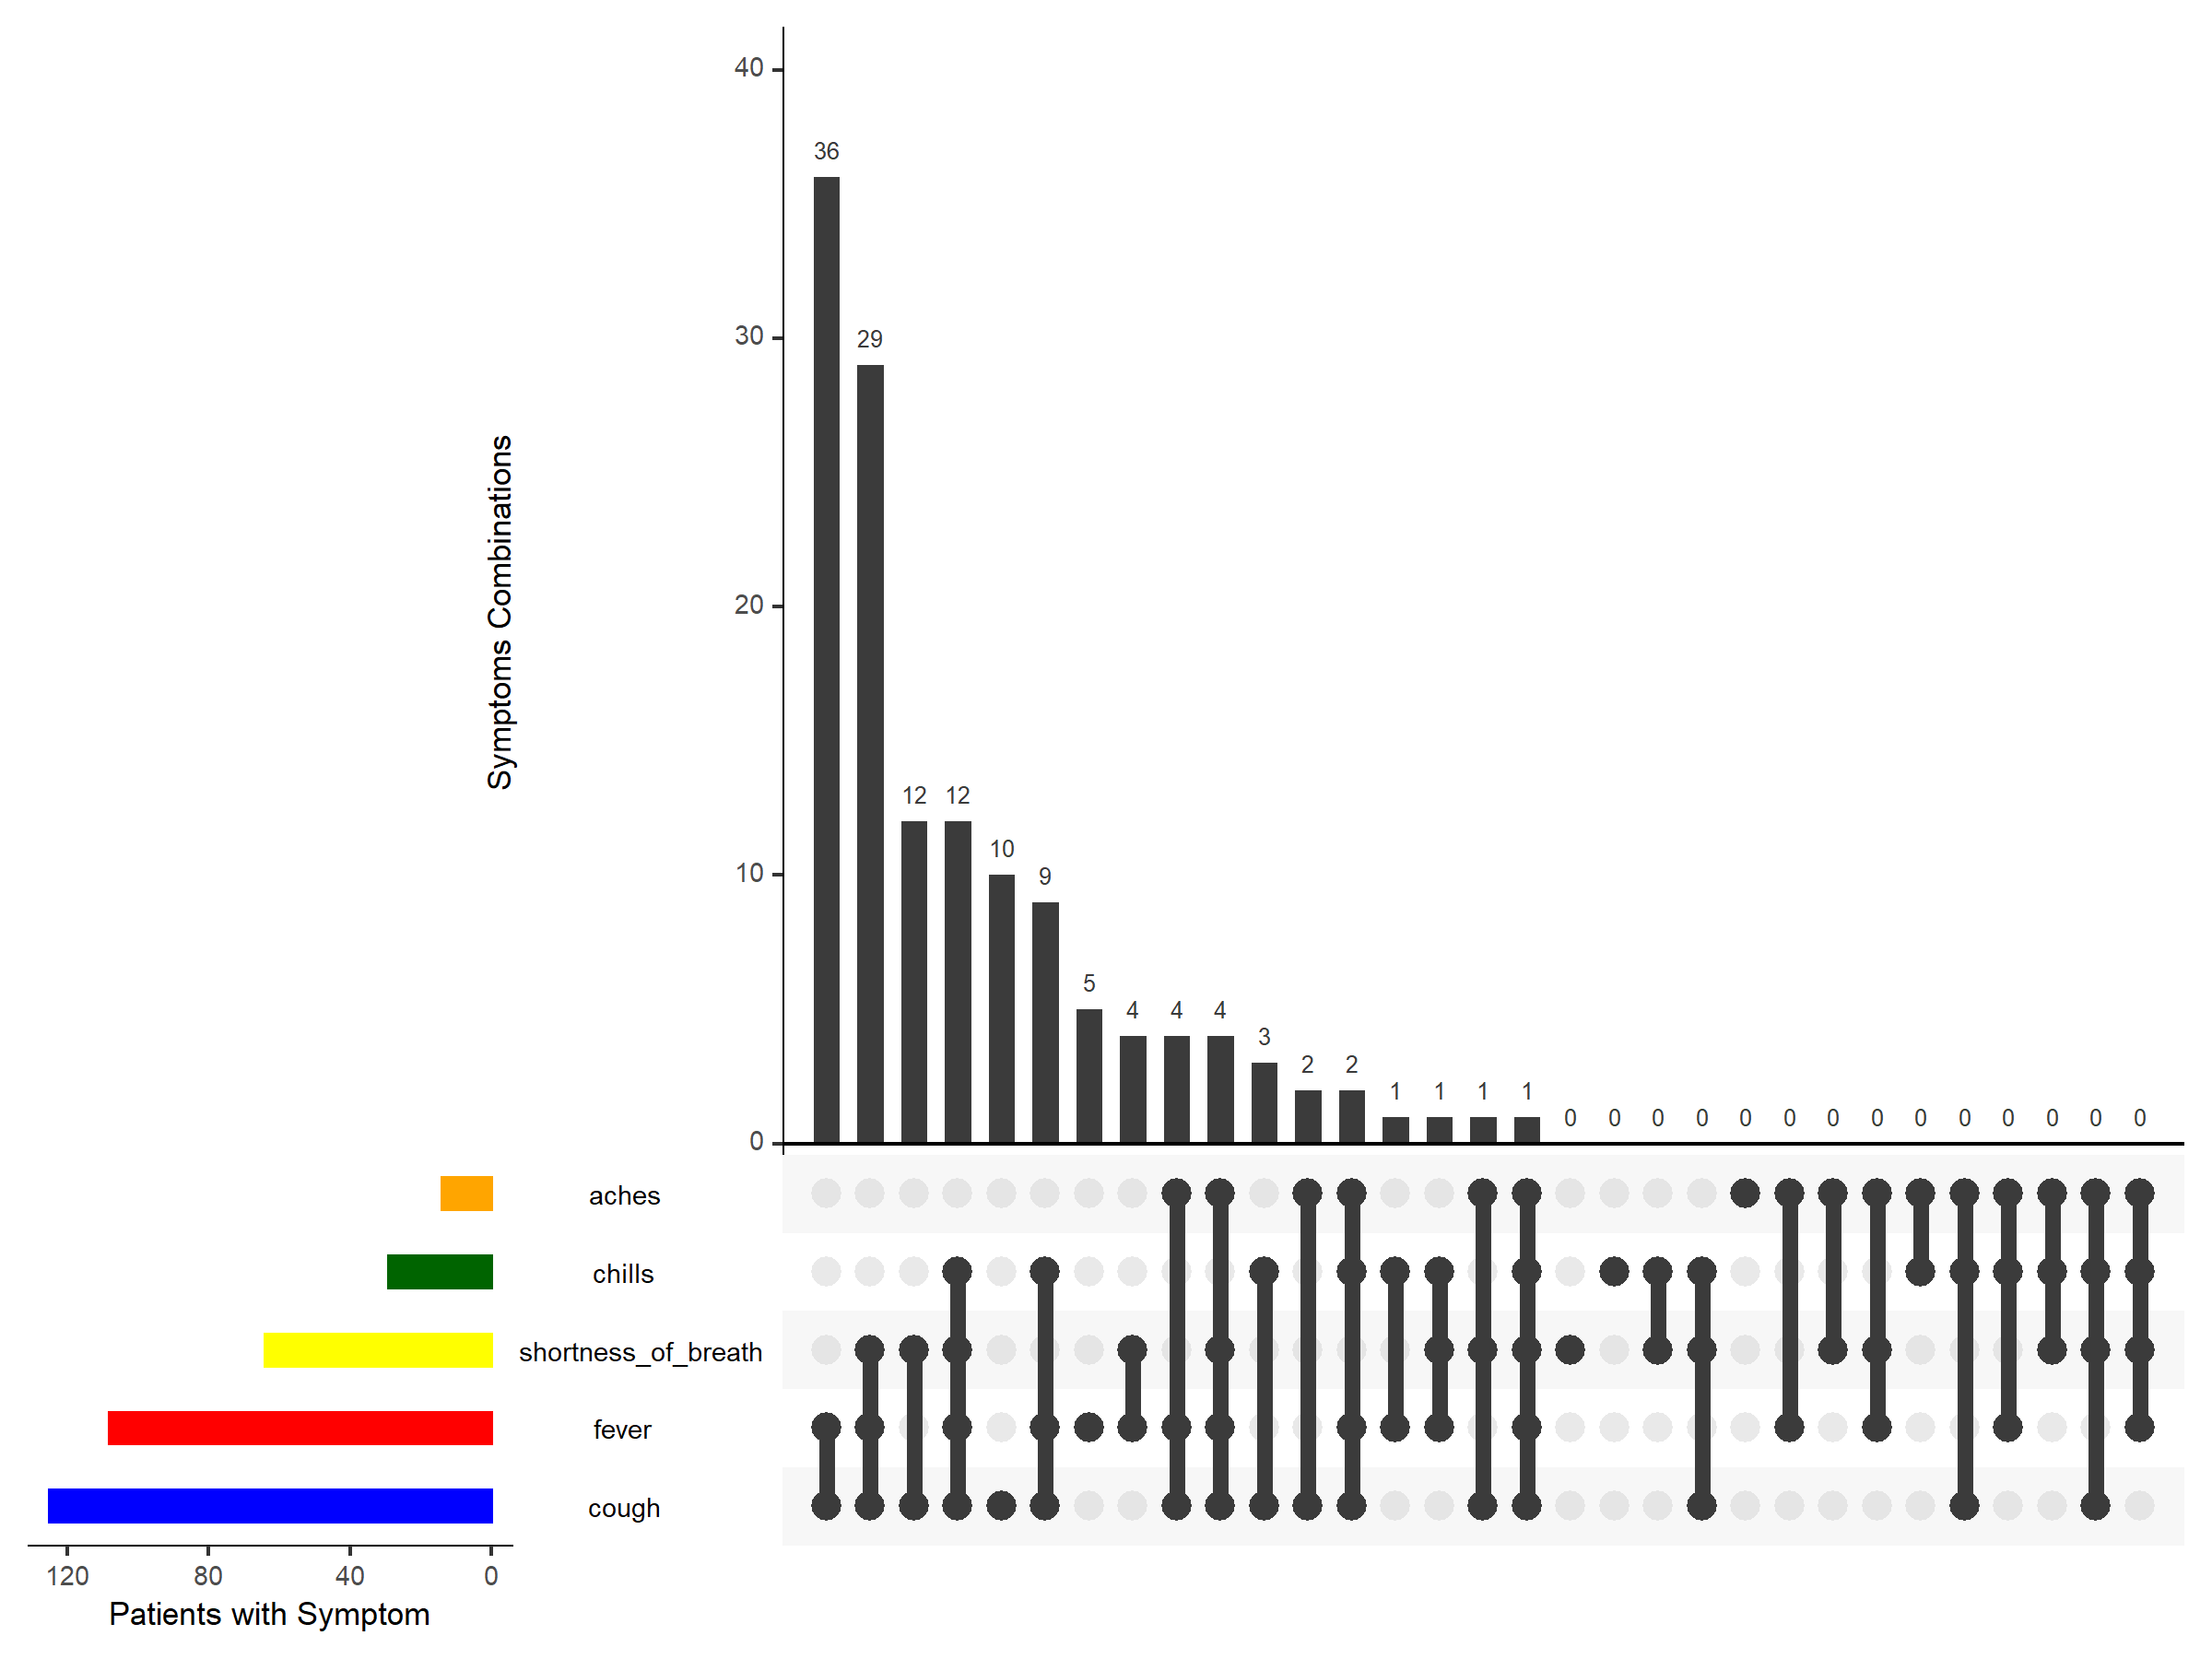 40
36
30
29
20
12 12
10
10
9
5
4 4 4
3
2 2
1 1 1 1
0 0 0 0 0 0 0 0 0 0 0 0 0 0
0
Symptoms Combinations
aches
chills
shortness_of_breath
fever
cough
120 80 40 0
Patients with Symptom